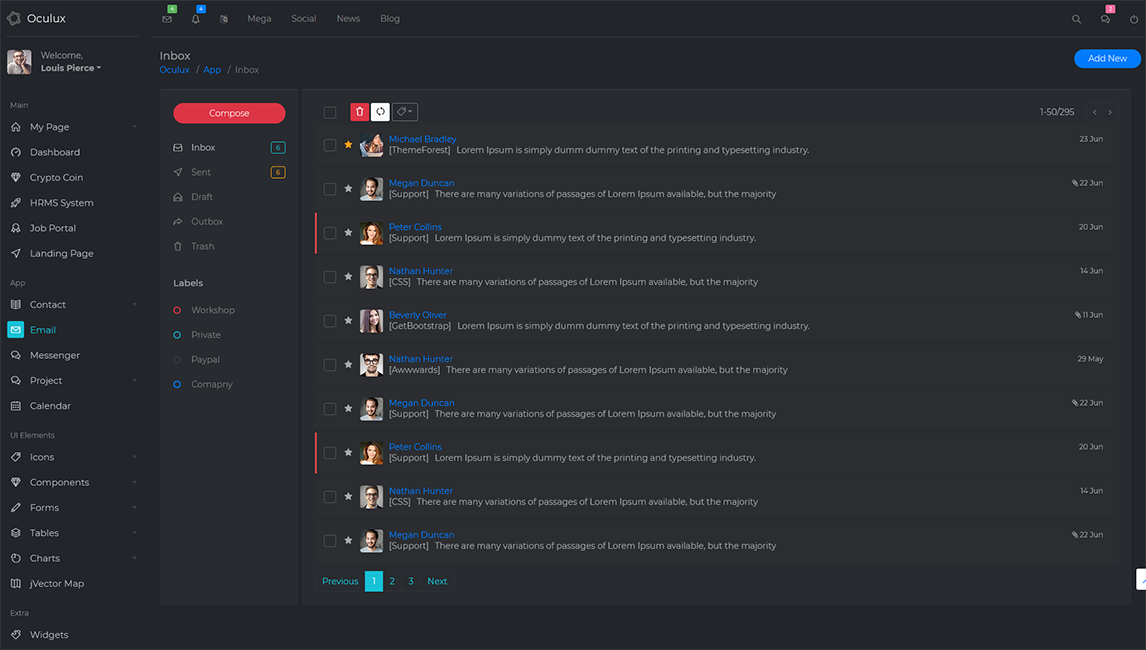 Oculux
4
4
Mega
Social
News
Blog
2
Welcome,
Louis Pierce
Main
My Page
Dashboard
Crypto Coin
HRMS System
Job Portal
Landing Page
App
Contact
Email
Messenger
Project
Calendar
UI Elements
Icons
Components
Forms
Tables
Charts
jVector Map
Extra
Widgets
Inbox
Oculux / App / Inbox
Add New
Compose
Inbox 6
Sent 6
Draft
Outbox
Trash
Labels
Workshop
Private
Paypal
Comapny
1-50/295
Michael Bradley
[ThemeForest] Lorem Ipsum is simply dumm dummy text of the printing and typesetting industry.
23 Jun
Megan Duncan
[Support] There are many variations of passages of Lorem Ipsum available, but the majority
22 Jun
Peter Collins
[Support] Lorem Ipsum is simply dummy text of the printing and typesetting industry.
20 Jun
Nathan Hunter
[CSS] There are many variations of passages of Lorem Ipsum available, but the majority
14 Jun
Beverly Oliver
[GetBootstrap] Lorem Ipsum is simply dumm dummy text of the printing and typesetting industry.
11 Jun
Nathan Hunter
[Awwwards] There are many variations of passages of Lorem Ipsum available, but the majority
29 May
Megan Duncan
[Support] There are many variations of passages of Lorem Ipsum available, but the majority
22 Jun
Peter Collins
[Support] Lorem Ipsum is simply dummy text of the printing and typesetting industry.
20 Jun
Nathan Hunter
[CSS] There are many variations of passages of Lorem Ipsum available, but the majority
14 Jun
Megan Duncan
[Support] There are many variations of passages of Lorem Ipsum available, but the majority
22 Jun
Previous 1 2 3 Next